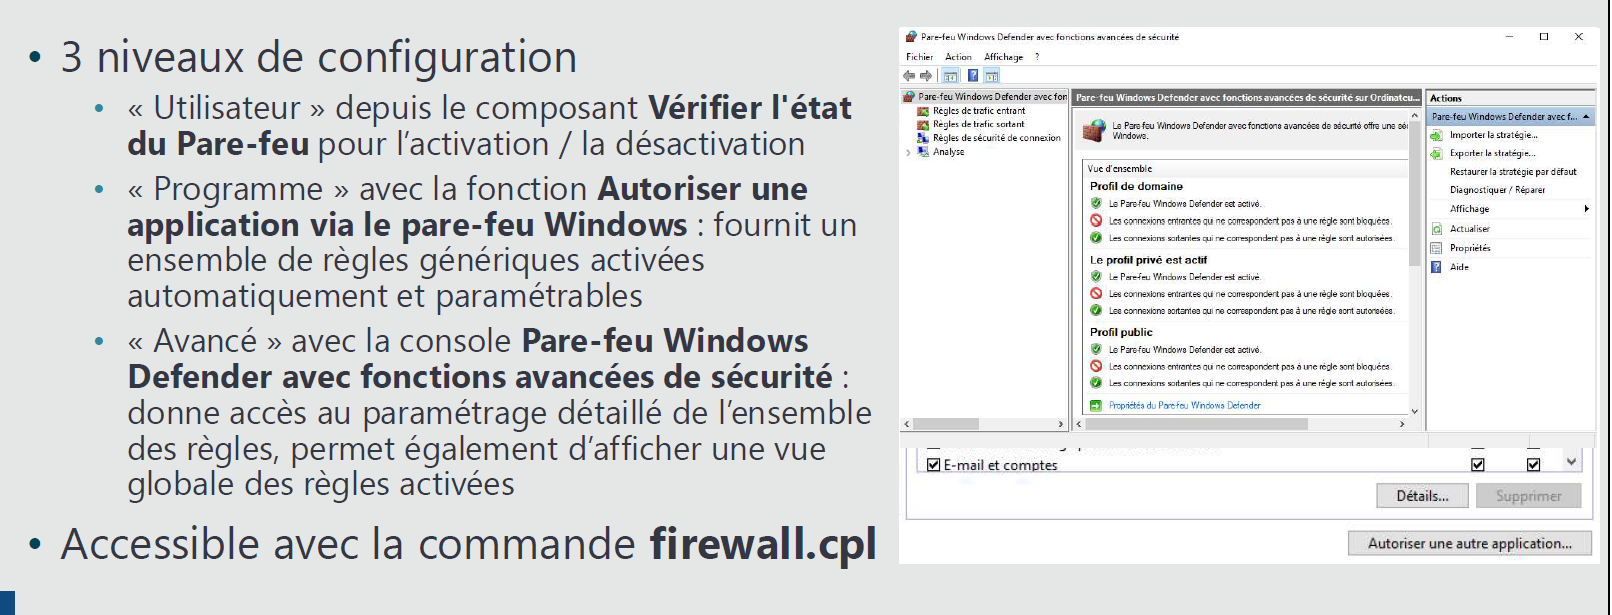 • 3 niveaux de configuration
• « Utilisateur » depuis le composant Vérifier l'état
du Pare-feu pour l’activation / la désactivation
• « Programme » avec la fonction Autoriser une
application via le pare-feu Windows : fournit un
ensemble de règles génériques activées
automatiquement et paramétrables
• « Avancé » avec la console Pare-feu Windows
Defender avec fonctions avancées de sécurité :
donne accès au paramétrage détaillé de l’ensemble
des règles, permet également d’afficher une vue
globale des règles activées
• Accessible avec la commande firewall.cpl
Pare-feu Windows Defender avec fonctions avancées de sécurité
Fichier Action Affichage ?
Pare-feu Windows Defender avec fon
Règles de trafic entrant
Règles de trafic sortant
Règles de sécurité de connexion
Analyse
Pare-feu Windows Defender avec fonctions avancées de sécurité sur Ordinateu...
Le Pare-feu Windows Defender avec fonctions avancées de sécurité offre une séc
Windows.
Vue d'ensemble
Profil de domaine
Le Pare-feu Windows Defender est activé.
Les connexions entrantes qui ne correspondent pas à une règle sont bloquées.
Les connexions sortantes qui ne correspondent pas à une règle sont autorisées.
Le profil privé est actif
Le Pare-feu Windows Defender est activé.
Les connexions entrantes qui ne correspondent pas à une règle sont bloquées.
Les connexions sortantes qui ne correspondent pas à une règle sont autorisées.
Profil public
Le Pare-feu Windows Defender est activé.
Les connexions entrantes qui ne correspondent pas à une règle sont bloquées.
Les connexions sortantes qui ne correspondent pas à une règle sont autorisées.
Propriétés du Pare-feu Windows Defender
Actions
Pare-feu Windows Defender avec f...
Importer la stratégie...
Exporter la stratégie...
Restaurer la stratégie par défaut
Diagnostiquer / Réparer
Affichage
Actualiser
Propriétés
Aide
E-mail et comptes
Détails... Supprimer
Autoriser une autre application...